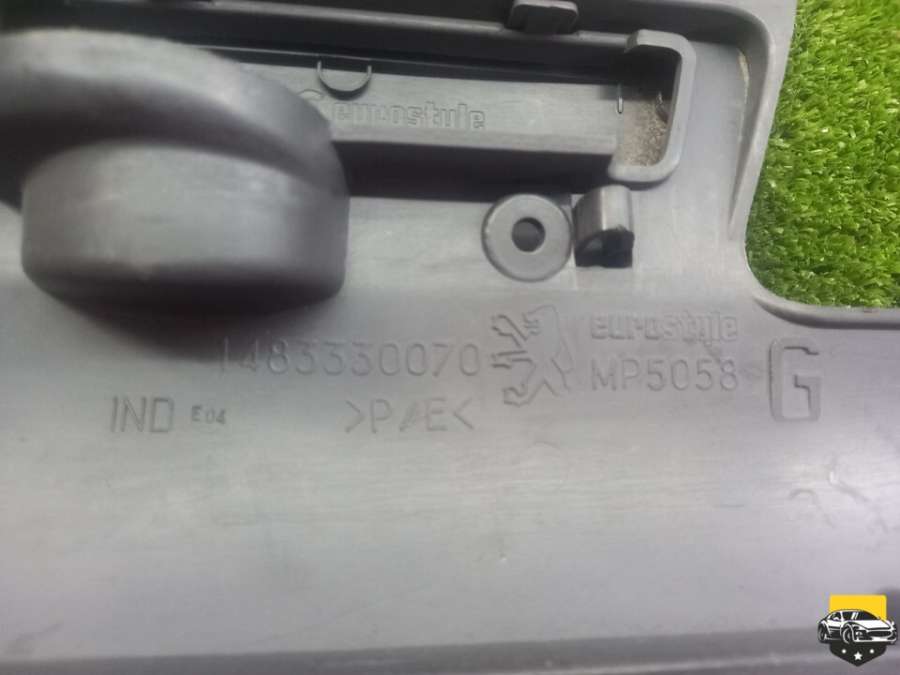 eurostyle
eurostyle
1483330070 MP5058 G
IND E04 >P/E<